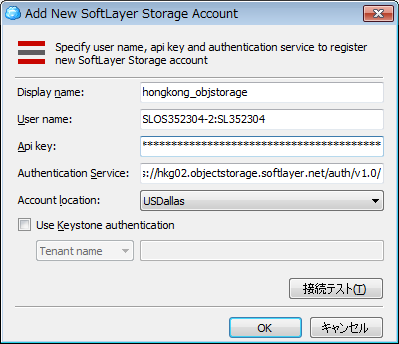 Add New SoftLayer Storage Account
Specify user name, api key and authentication service to register
new SoftLayer Storage account
Display name:
hongkong_objstorage
User name:
SLOS352304-2:SL352304
Api key:
****************************************
Authentication Service:
s://hkg02.objectstorage.softlayer.net/auth/v1.0/
Account location:
USDallas
Use Keystone authentication
Tenant name
接続テスト(T)
OK
キャンセル